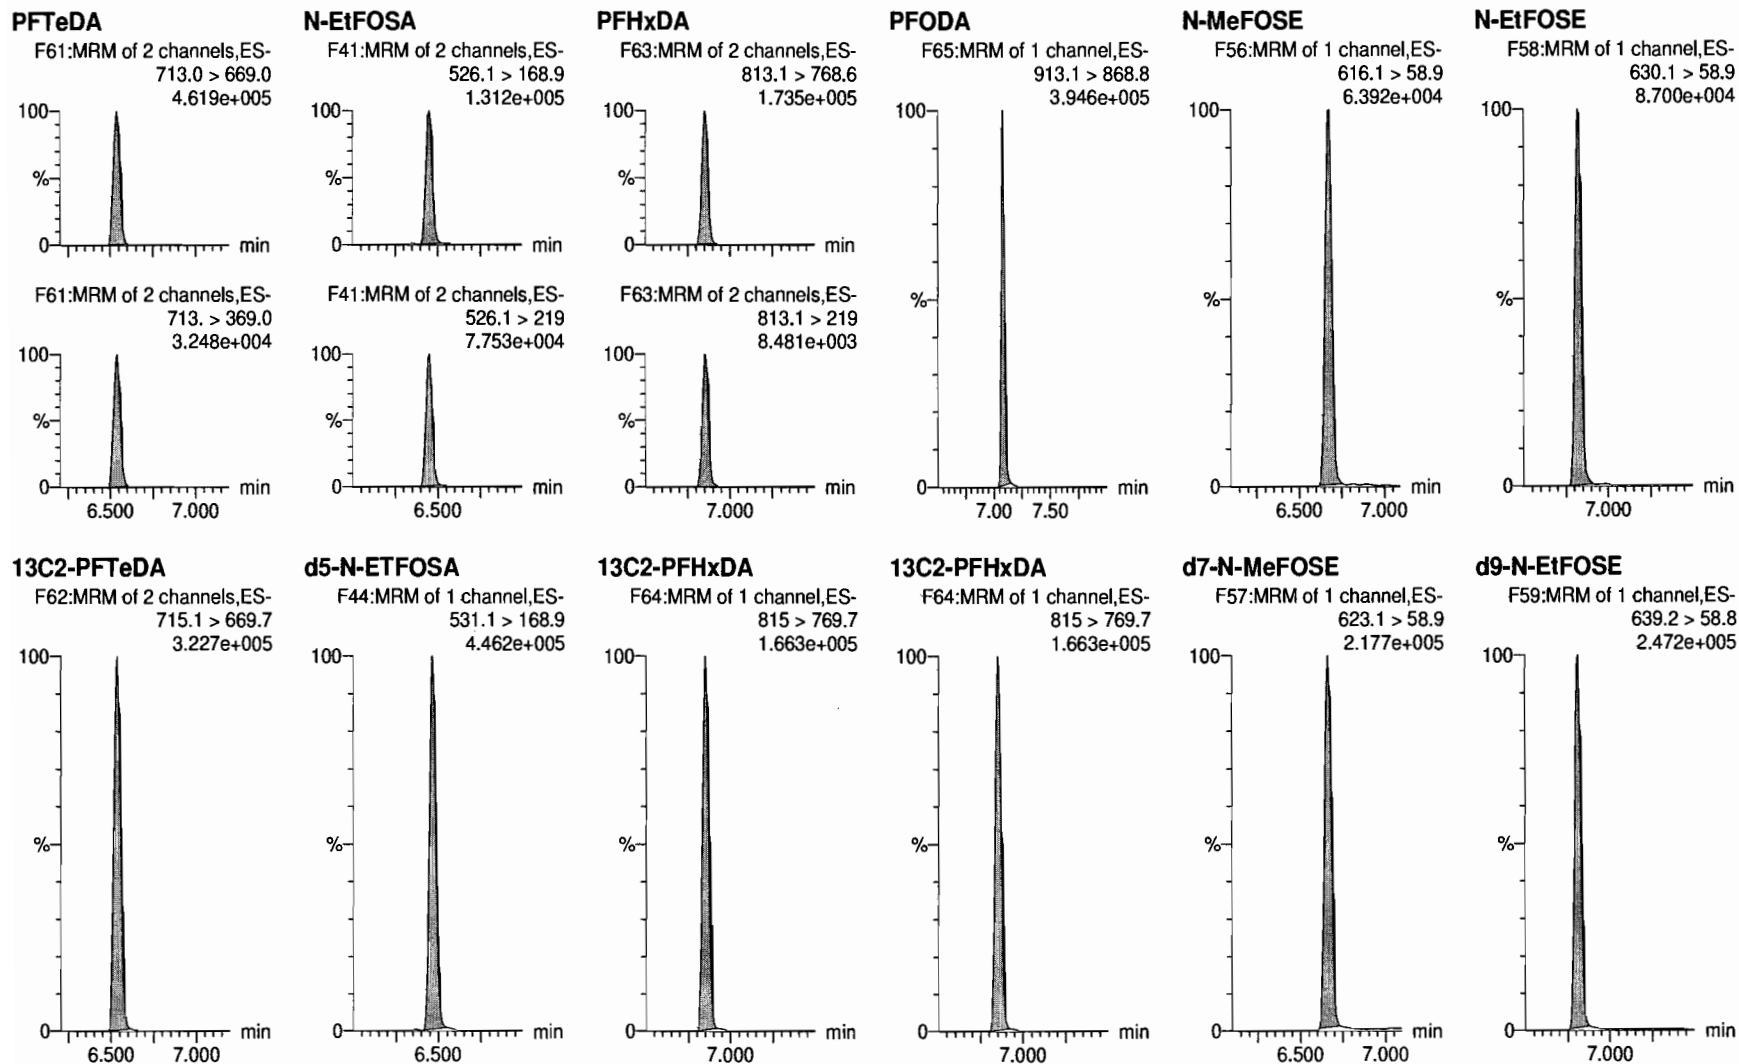 PFTeDA
F61:MRM of 2 channels,ES-
713.0 > 669.0
4.619e+005
100
%
0
min
F61:MRM of 2 channels,ES-
713. > 369.0
3.248e+004
100
%
0
min
6.500 7.000
N-EtFOSA
F41:MRM of 2 channels,ES-
526.1 > 168.9
1.312e+005
100
%
0
min
F41:MRM of 2 channels,ES-
526.1 > 219
7.753e+004
100
%
0
min
6.500
PFHxDA
F63:MRM of 2 channels,ES-
813.1 > 768.6
1.735e+005
100
%
0
min
F63:MRM of 2 channels,ES-
813.1 > 219
8.481e+003
100
%
0
min
7.000
PFODA
F65:MRM of 1 channel,ES-
913.1 > 868.8
3.946e+005
100
%
0
min
7.00 7.50
N-MeFOSE
F56:MRM of 1 channel,ES-
616.1 > 58.9
6.392e+004
100
%
0
min
6.500 7.000
N-EtFOSE
F58:MRM of 1 channel,ES-
630.1 > 58.9
8.700e+004
100
%
0
min
7.000
13C2-PFTeDA
F62:MRM of 2 channels,ES-
715.1 > 669.7
3.227e+005
100
%
0
min
6.500 7.000
d5-N-ETFOSA
F44:MRM of 1 channel,ES-
531.1 > 168.9
4.462e+005
100
%
0
min
6.500
13C2-PFHxDA
F64:MRM of 1 channel,ES-
815 > 769.7
1.663e+005
100
%
0
min
7.000
13C2-PFHxDA
F64:MRM of 1 channel,ES-
815 > 769.7
1.663e+005
100
%
0
min
7.000
d7-N-MeFOSE
F57:MRM of 1 channel,ES-
623.1 > 58.9
2.177e+005
100
%
0
min
6.500 7.000
d9-N-EtFOSE
F59:MRM of 1 channel,ES-
639.2 > 58.8
2.472e+005
100
%
0
min
7.000